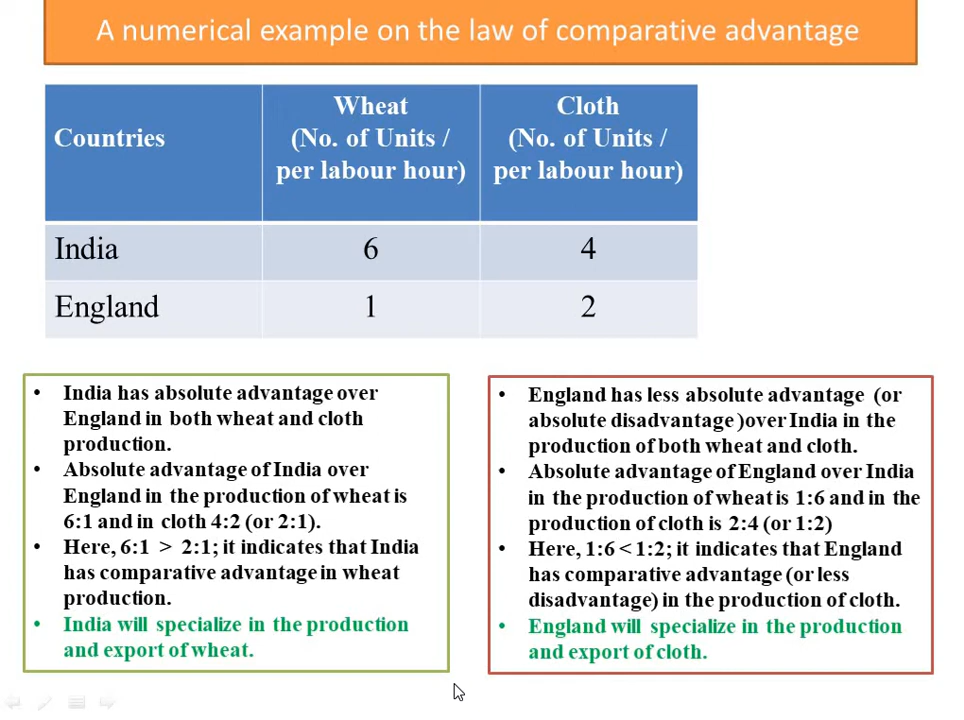 A numerical example on the law of comparative advantage
Countries
Wheat
(No. of Units /
per labour hour)
Cloth
(No. of Units /
per labour hour)
India 6 4
England 1 2
• India has absolute advantage over
England in both wheat and cloth
production.
• Absolute advantage of India over
England in the production of wheat is
6:1 and in cloth 4:2 (or 2:1).
• Here, 6:1 > 2:1; it indicates that India
has comparative advantage in wheat
production.
• India will specialize in the production
and export of wheat.
• England has less absolute advantage (or
absolute disadvantage )over India in the
production of both wheat and cloth.
• Absolute advantage of England over India
in the production of wheat is 1:6 and in the
production of cloth is 2:4 (or 1:2)
• Here, 1:6 < 1:2; it indicates that England
has comparative advantage (or less
disadvantage) in the production of cloth.
• England will specialize in the production
and export of cloth.